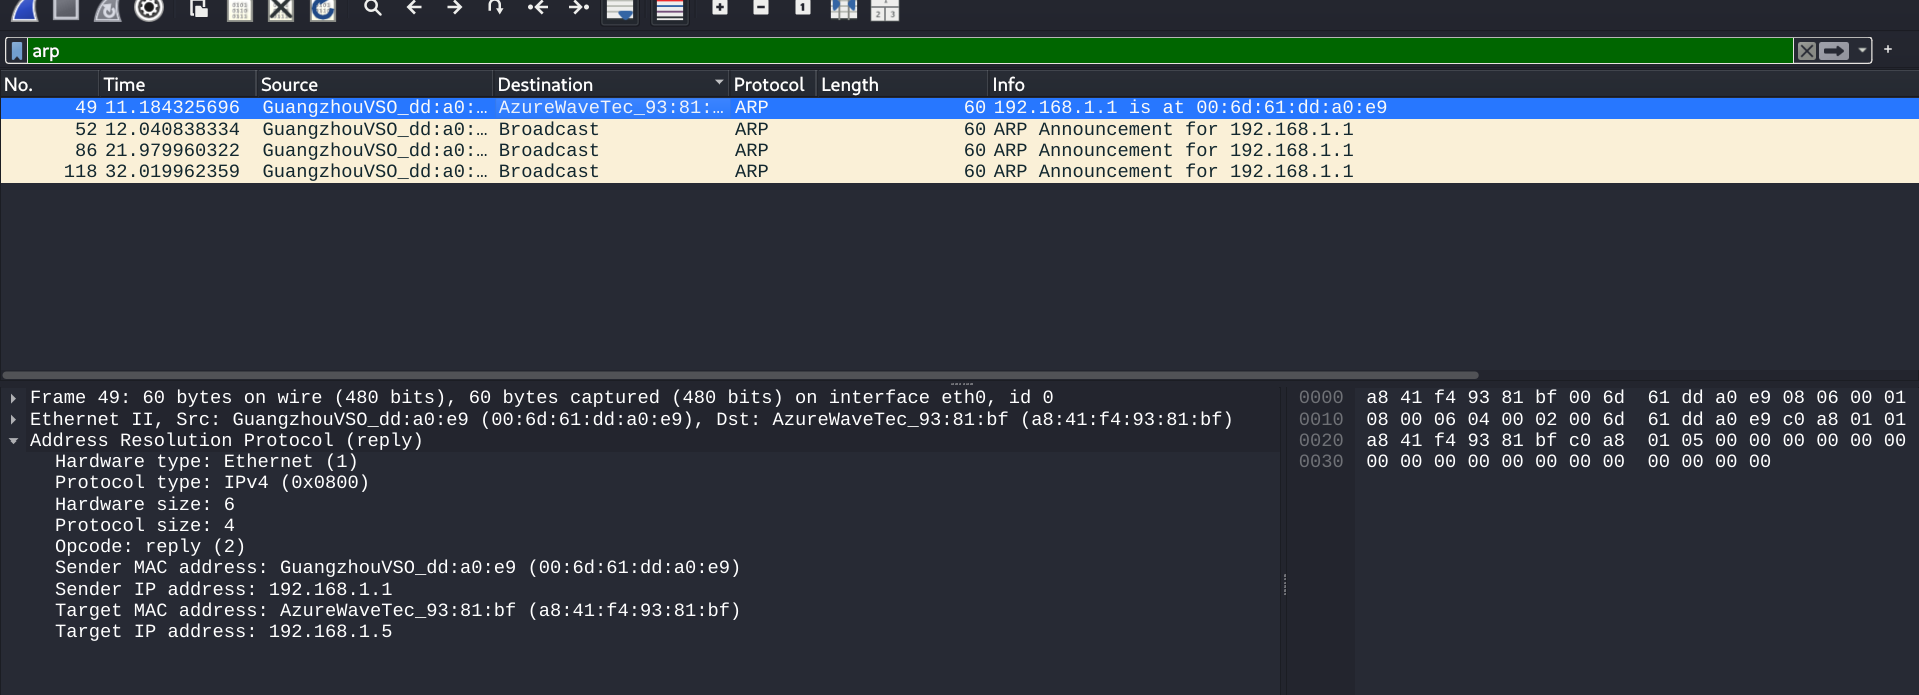 arp
No. Time Source Destination Protocol Length Info
49 11.184325696 GuangzhouVSO_dd:a0:… AzureWaveTec_93:81:… ARP 60 192.168.1.1 is at 00:6d:61:dd:a0:e9
52 12.040838334 GuangzhouVSO_dd:a0:… Broadcast ARP 60 ARP Announcement for 192.168.1.1
86 21.979960322 GuangzhouVSO_dd:a0:… Broadcast ARP 60 ARP Announcement for 192.168.1.1
118 32.019962359 GuangzhouVSO_dd:a0:… Broadcast ARP 60 ARP Announcement for 192.168.1.1
Frame 49: 60 bytes on wire (480 bits), 60 bytes captured (480 bits) on interface eth0, id 0
Ethernet II, Src: GuangzhouVSO_dd:a0:e9 (00:6d:61:dd:a0:e9), Dst: AzureWaveTec_93:81:bf (a8:41:f4:93:81:bf)
Address Resolution Protocol (reply)
Hardware type: Ethernet (1)
Protocol type: IPv4 (0x0800)
Hardware size: 6
Protocol size: 4
Opcode: reply (2)
Sender MAC address: GuangzhouVSO_dd:a0:e9 (00:6d:61:dd:a0:e9)
Sender IP address: 192.168.1.1
Target MAC address: AzureWaveTec_93:81:bf (a8:41:f4:93:81:bf)
Target IP address: 192.168.1.5
0000 a8 41 f4 93 81 bf 00 6d 61 dd a0 e9 08 06 00 01
0010 08 00 06 04 00 02 00 6d 61 dd a0 e9 c0 a8 01 01
0020 a8 41 f4 93 81 bf c0 a8 01 05 00 00 00 00 00 00
0030 00 00 00 00 00 00 00 00 00 00 00 00